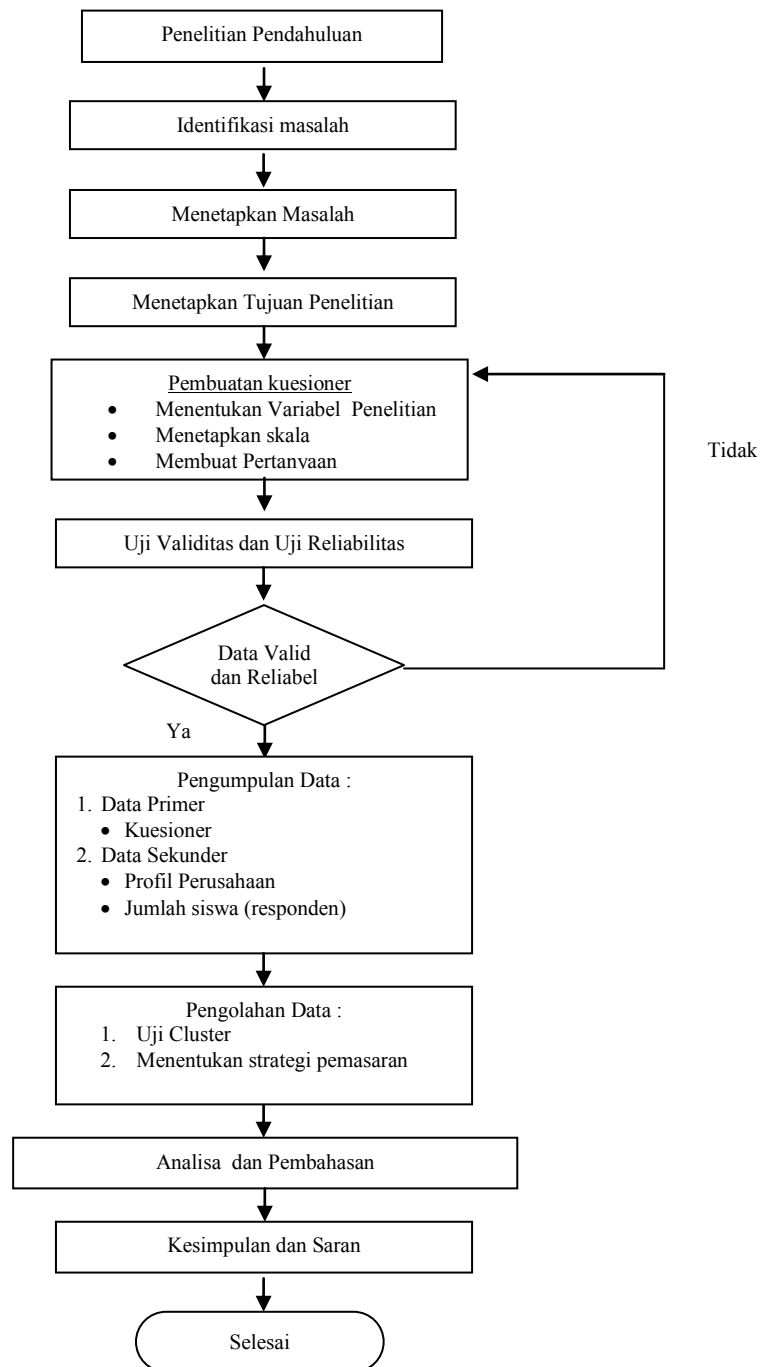 Penelitian Pendahuluan
Identifikasi masalah
Menetapkan Masalah
Menetapkan Tujuan Penelitian
Pembuatan kuesioner
• Menentukan Variabel Penelitian
• Menetapkan skala
• Membuat Pertanyaan
Tidak
Uji Validitas dan Uji Reliabilitas
Data Valid
dan Reliabel
Ya
Pengumpulan Data :
1. Data Primer
• Kuesioner
2. Data Sekunder
• Profil Perusahaan
• Jumlah siswa (responden)
Pengolahan Data :
1. Uji Cluster
2. Menentukan strategi pemasaran
Analisa dan Pembahasan
Kesimpulan dan Saran
Selesai